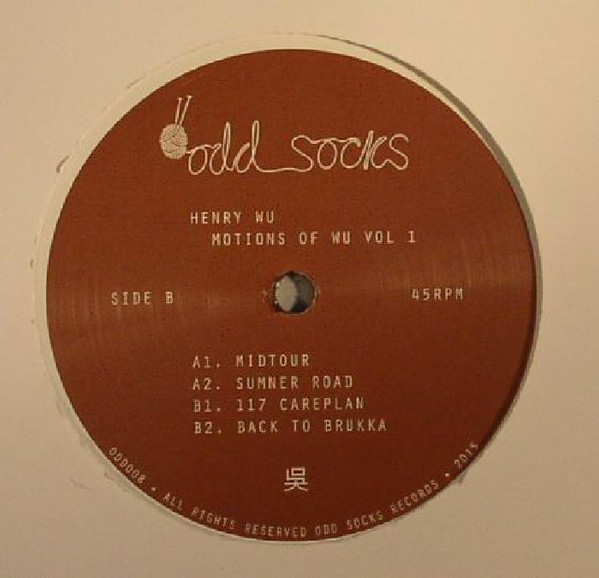 odd socks
HENRY WU
MOTIONS OF WU VOL 1
SIDE B
45RPM
A1. MIDTOUR
A2. SUMNER ROAD
B1. 117 CAREPLAN
B2. BACK TO BRUKKA
吳
ODD008 • ALL RIGHTS RESERVED ODD SOCKS RECORDS • 2015